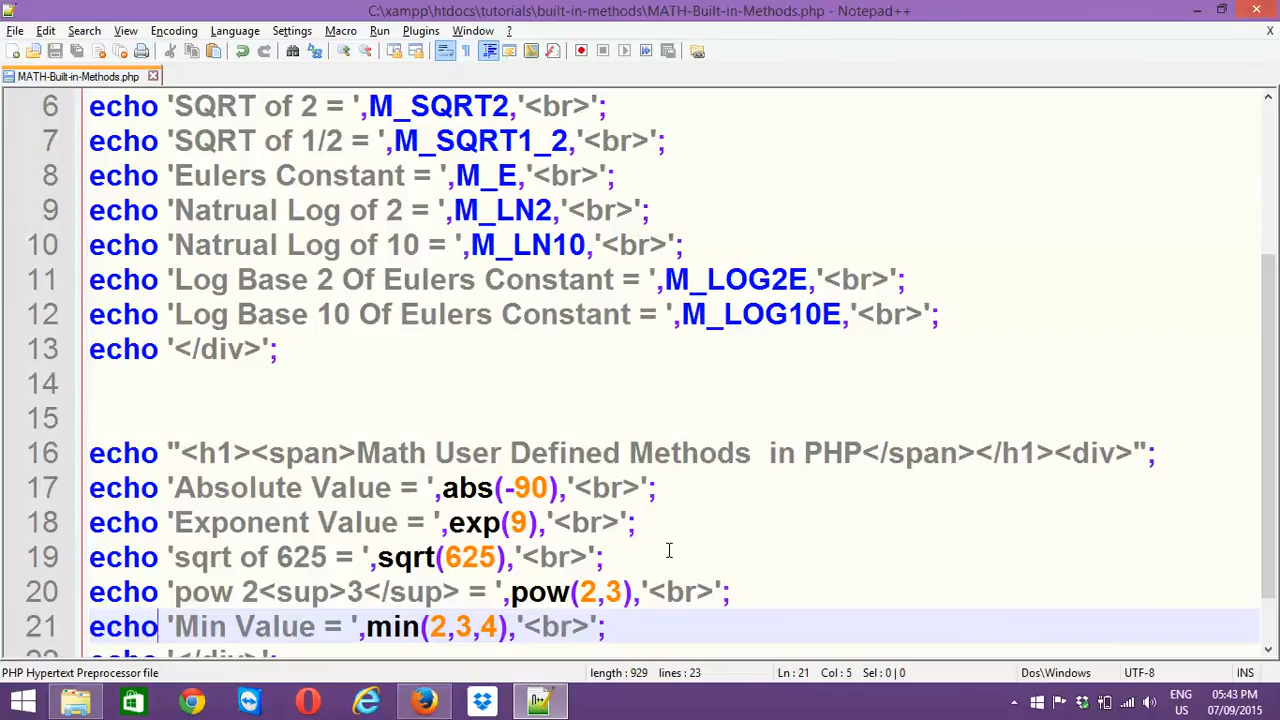 C:\xampp\htdocs\tutorials\built-in-methods\MATH-Built-in-Methods.php - Notepad++
File Edit Search View Encoding Language Settings Macro Run Plugins Window ? X
MATH-Built-in-Methods.php
6 echo 'SQRT of 2 = ',M_SQRT2,'<br>';
7 echo 'SQRT of 1/2 = ',M_SQRT1_2,'<br>';
8 echo 'Eulers Constant = ',M_E,'<br>';
9 echo 'Natrual Log of 2 = ',M_LN2,'<br>';
10 echo 'Natrual Log of 10 = ',M_LN10,'<br>';
11 echo 'Log Base 2 Of Eulers Constant = ',M_LOG2E,'<br>';
12 echo 'Log Base 10 Of Eulers Constant = ',M_LOG10E,'<br>';
13 echo '</div>';
14
15
16 echo "<h1><span>Math User Defined Methods  in PHP</span></h1><div>";
17 echo 'Absolute Value = ',abs(-90),'<br>';
18 echo 'Exponent Value = ',exp(9),'<br>';
19 echo 'sqrt of 625 = ',sqrt(625),'<br>';
20 echo 'pow 2<sup>3</sup> = ',pow(2,3),'<br>';
21 echo 'Min Value = ',min(2,3,4),'<br>';
22 echo '</div>';
PHP Hypertext Preprocessor file length : 929 lines : 23 Ln : 21 Col : 5 Sel : 0 | 0 Dos\Windows UTF-8 INS
ENG 05:43 PM
US 07/09/2015